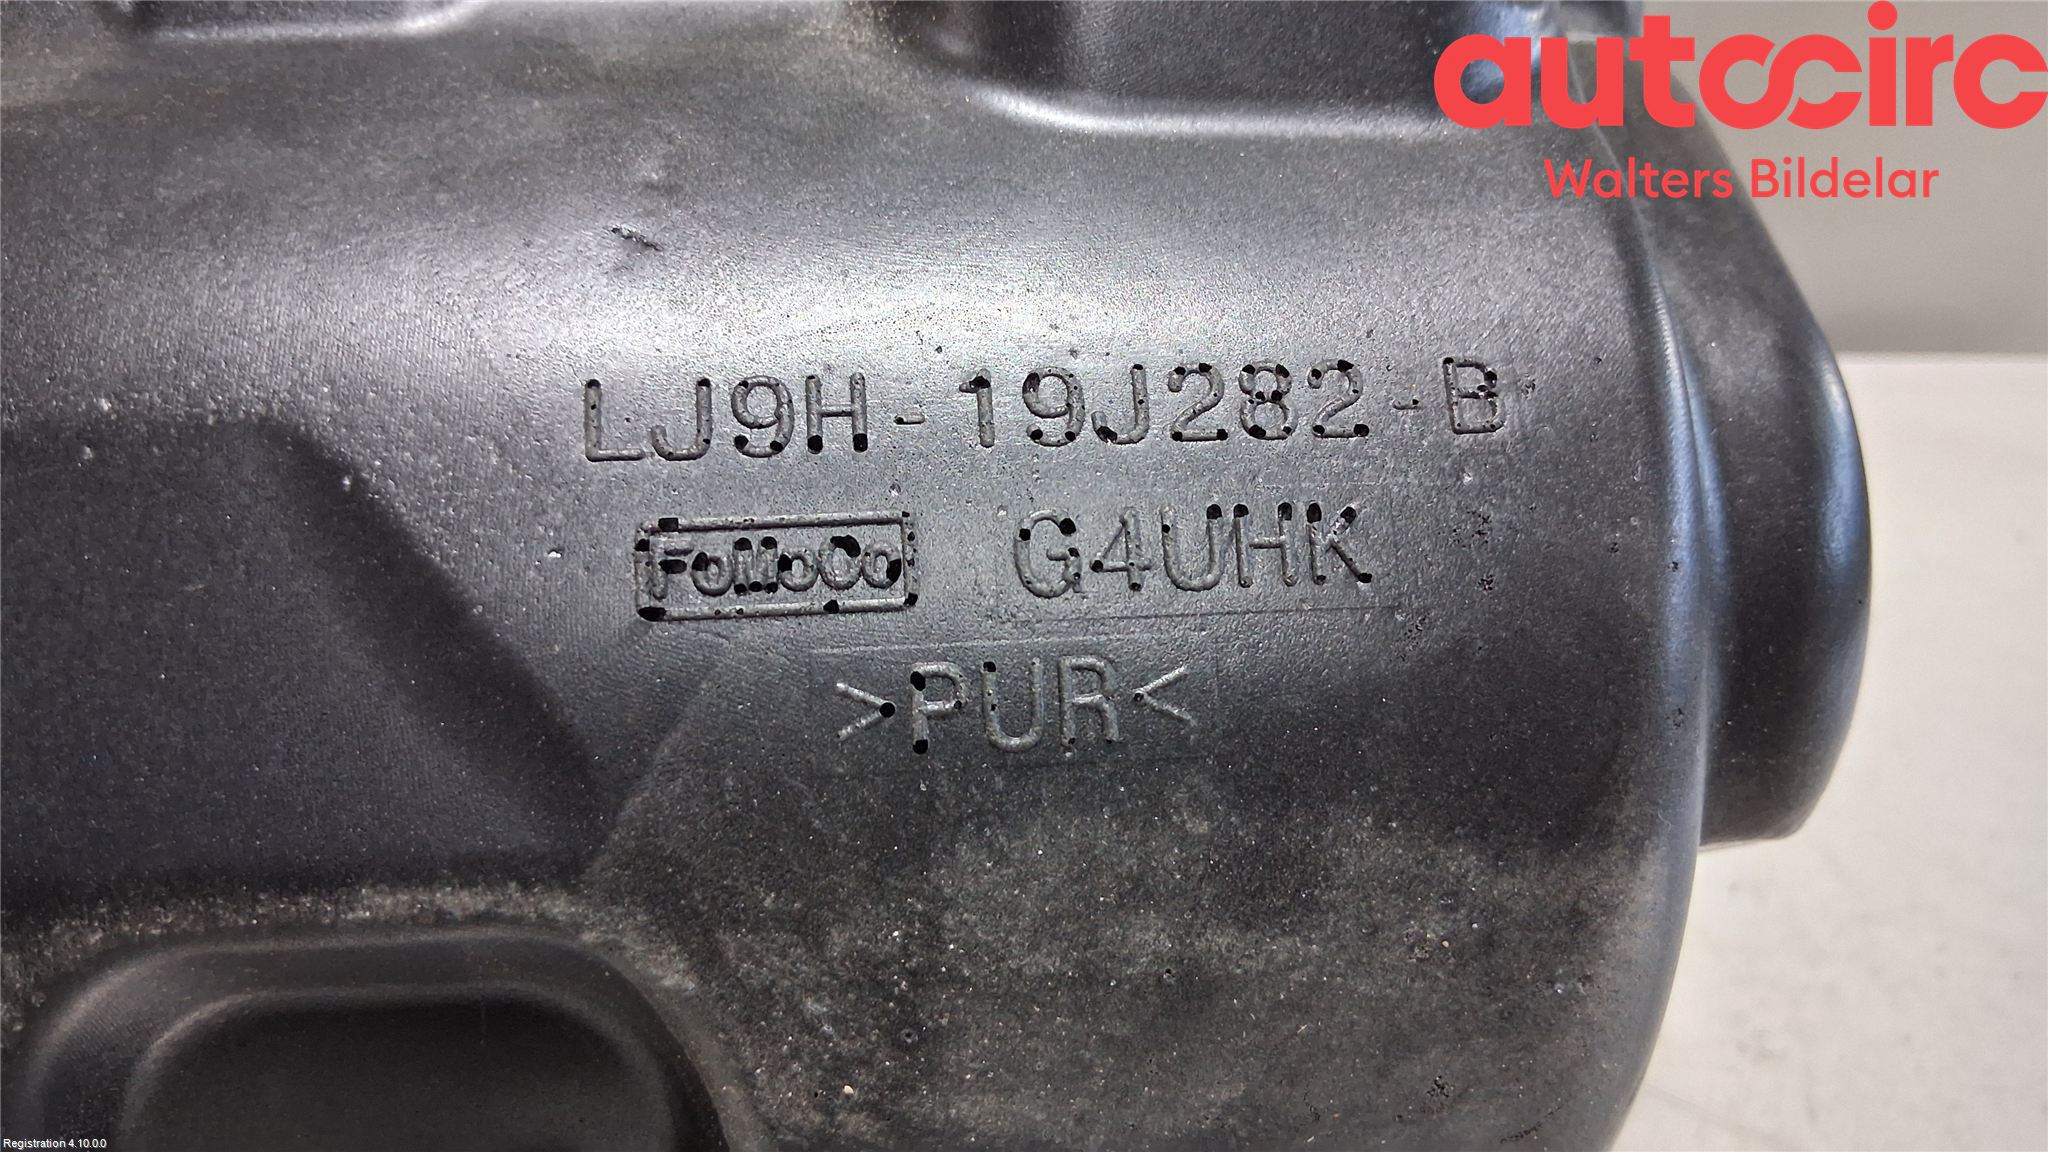 autocirc
Walters Bildelar
LJ9H-19J282-B
FoMoCo G4UHK
>PUR<
Registration 4.10.0.0